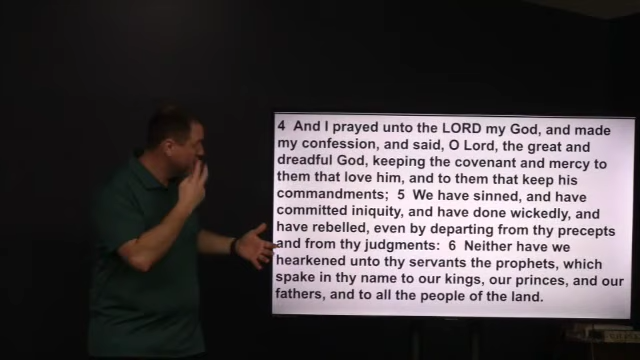 4 And I prayed unto the LORD my God, and made
my confession, and said, O Lord, the great and
dreadful God, keeping the covenant and mercy to
them that love him, and to them that keep his
commandments; 5 We have sinned, and have
committed iniquity, and have done wickedly, and
have rebelled, even by departing from thy precepts
and from thy judgments: 6 Neither have we
hearkened unto thy servants the prophets, which
spake in thy name to our kings, our princes, and our
fathers, and to all the people of the land.